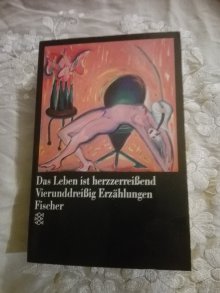 Das Leben ist herzzerreißend
Vierunddreißig Erzählungen
Fischer